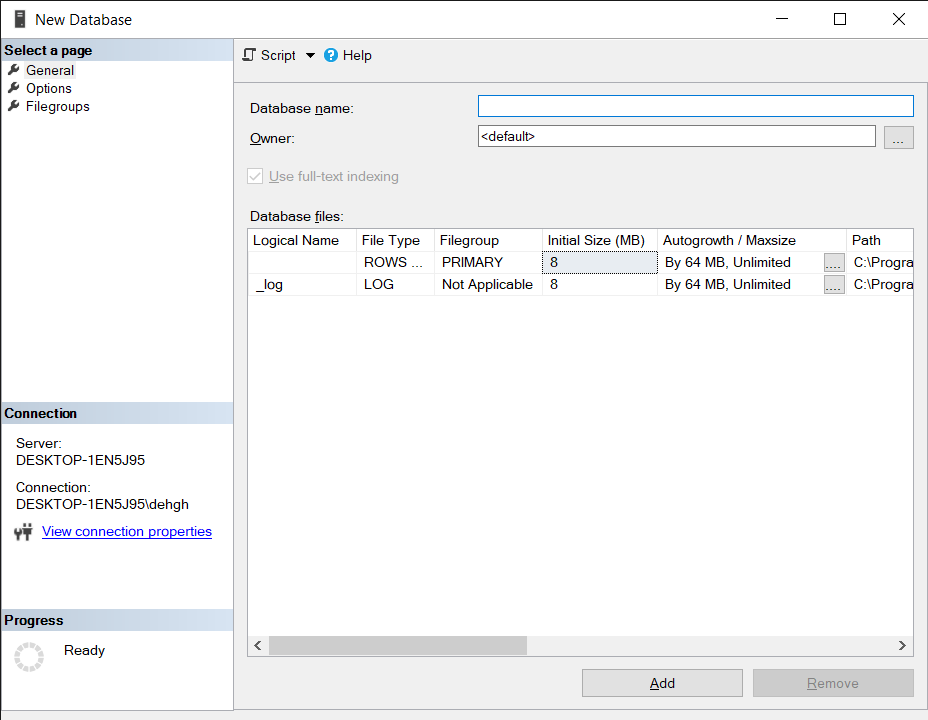 New Database
Select a page
General
Options
Filegroups
Script
Help
Database name:
Owner:
<default>
...
Use full-text indexing
Database files:
Logical Name File Type Filegroup Initial Size (MB) Autogrowth / Maxsize Path
ROWS ... PRIMARY 8 By 64 MB, Unlimited .... C:\Progra
_log LOG Not Applicable 8 By 64 MB, Unlimited .... C:\Progra
Connection
Server:
DESKTOP-1EN5J95
Connection:
DESKTOP-1EN5J95\dehgh
View connection properties
Progress
Ready
Add
Remove